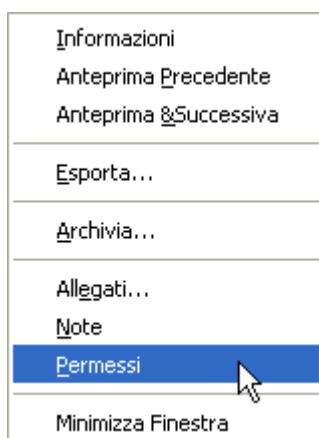 Informazioni
Anteprima Precedente
Anteprima &Successiva
Esporta...
Archivia...
Allegati...
Note
Permessi
Minimizza Finestra